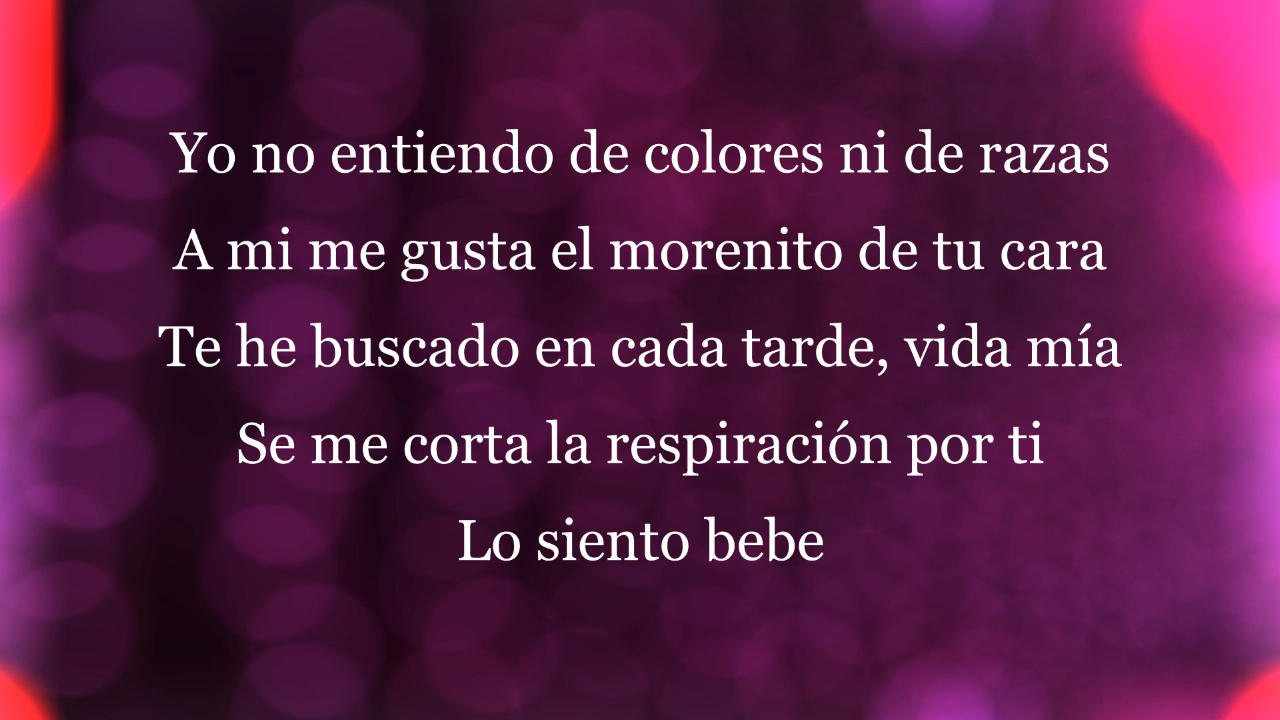 Yo no entiendo de colores ni de razas
A mi me gusta el morenito de tu cara
Te he buscado en cada tarde, vida mía
Se me corta la respiración por ti
Lo siento bebe